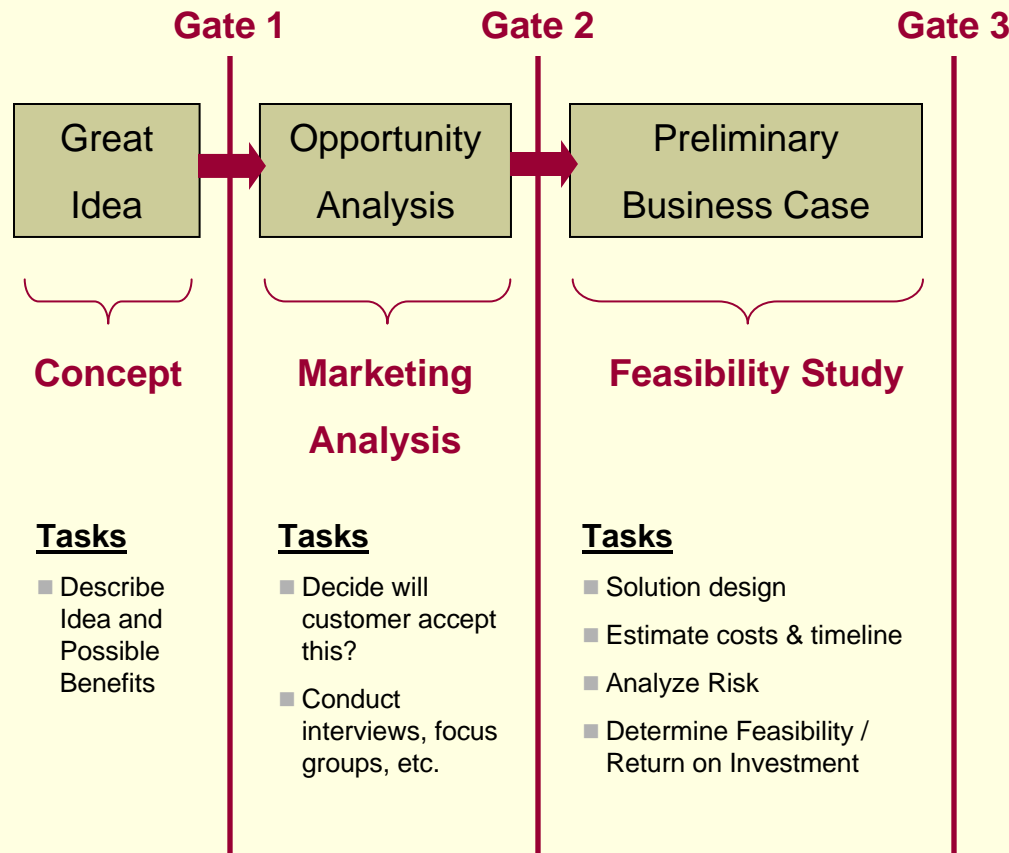 Gate 1
Gate 2
Gate 3
Great
Idea
Opportunity
Analysis
Preliminary
Business Case
Concept
Marketing
Analysis
Feasibility Study
Tasks
Describe
Idea and
Possible
Benefits
Tasks
Decide will
customer accept
this?
Conduct
interviews, focus
groups, etc.
Tasks
Solution design
Estimate costs & timeline
Analyze Risk
Determine Feasibility /
Return on Investment